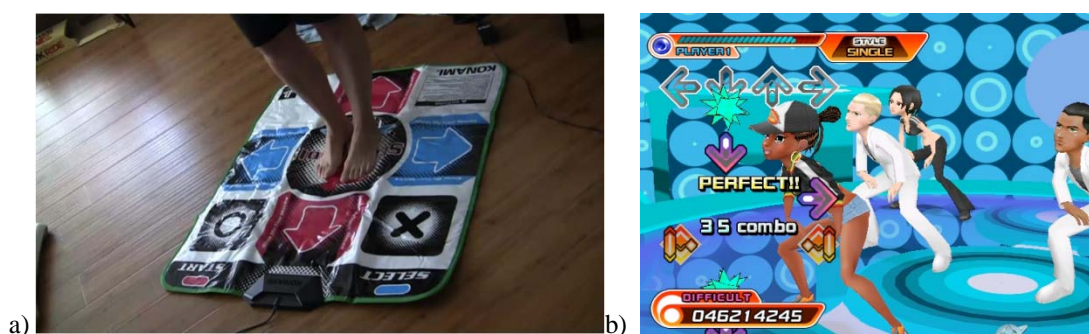 a)
KONAMI
START
SELECT
b)
PLAYER 1
STYLE
SINGLE
PERFECT!!
35 combo
DIFFICULT
046214245